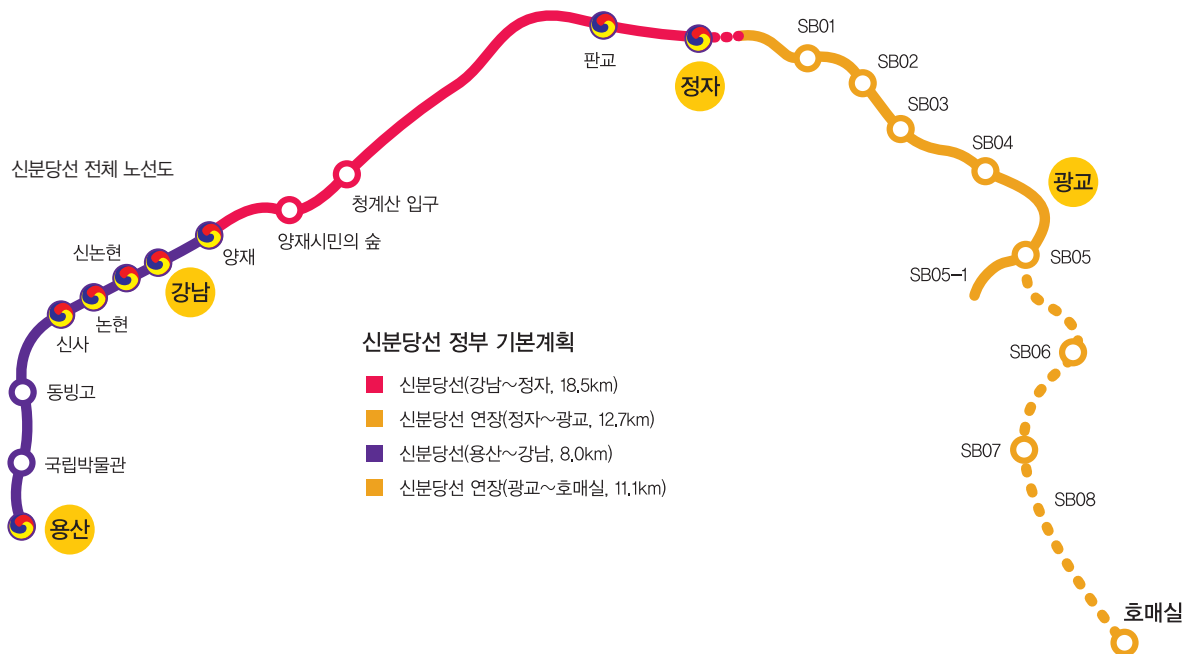 신분당선 전체 노선도
판교
정자
SB01
SB02
SB03
SB04
광교
SB05
SB05-1
SB06
SB07
SB08
호매실
청계산 입구
양재시민의 숲
양재
강남
신논현
논현
신사
동빙고
국립박물관
용산
신분당선 정부 기본계획
신분당선(강남~정자, 18.5km)
신분당선 연장(정자~광교, 12.7km)
신분당선(용산~강남, 8.0km)
신분당선 연장(광교~호매실, 11.1km)